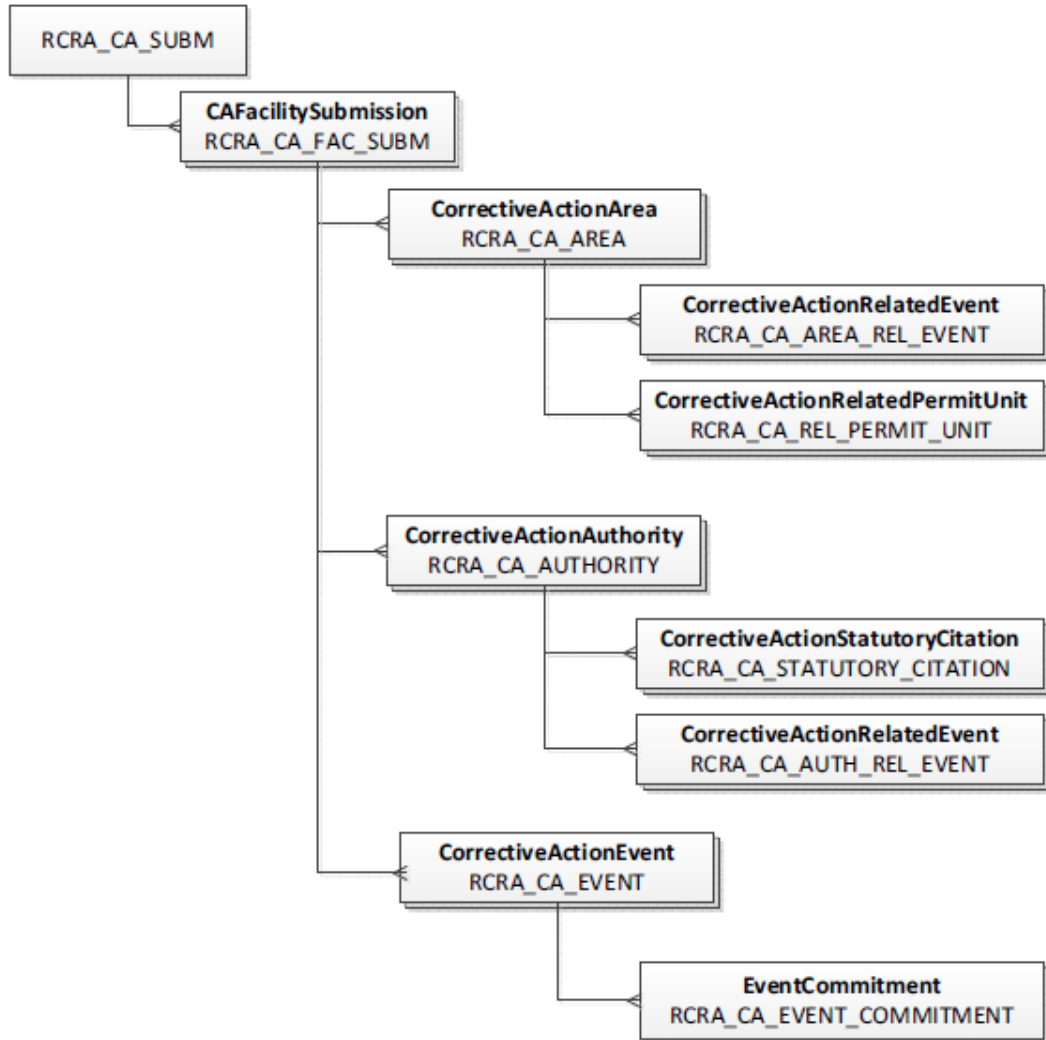 RCRA_CA_SUBM
CAFacilitySubmission
RCRA_CA_FAC_SUBM
CorrectiveActionArea
RCRA_CA_AREA
CorrectiveActionRelatedEvent
RCRA_CA_AREA_REL_EVENT
CorrectiveActionRelatedPermitUnit
RCRA_CA_REL_PERMIT_UNIT
CorrectiveActionAuthority
RCRA_CA_AUTHORITY
CorrectiveActionStatutoryCitation
RCRA_CA_STATUTORY_CITATION
CorrectiveActionRelatedEvent
RCRA_CA_AUTH_REL_EVENT
CorrectiveActionEvent
RCRA_CA_EVENT
EventCommitment
RCRA_CA_EVENT_COMMITMENT